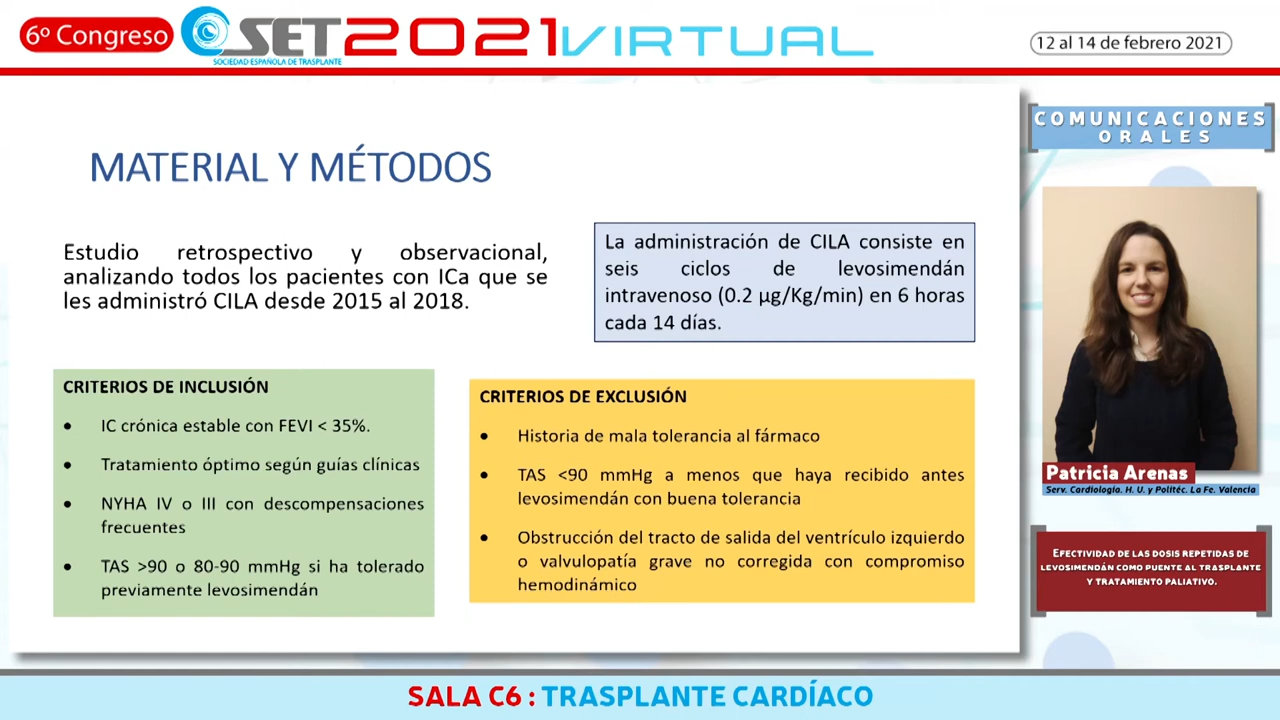 6º Congreso
SET2021VIRTUAL
SOCIEDAD ESPAÑOLA DE TRASPLANTE
12 al 14 de febrero 2021
MATERIAL Y MÉTODOS
Estudio retrospectivo y observacional,
analizando todos los pacientes con ICa que se
les administró CILA desde 2015 al 2018.
La administración de CILA consiste en
seis ciclos de levosimendán
intravenoso (0.2 µg/Kg/min) en 6 horas
cada 14 días.
CRITERIOS DE INCLUSIÓN
• IC crónica estable con FEVI < 35%.
• Tratamiento óptimo según guías clínicas
• NYHA IV o III con descompensaciones
frecuentes
• TAS >90 o 80-90 mmHg si ha tolerado
previamente levosimendán
CRITERIOS DE EXCLUSIÓN
• Historia de mala tolerancia al fármaco
• TAS <90 mmHg a menos que haya recibido antes
levosimendán con buena tolerancia
• Obstrucción del tracto de salida del ventrículo izquierdo
o valvulopatía grave no corregida con compromiso
hemodinámico
COMUNICACIONES
ORALES
Patricia Arenas
Serv. Cardiología. H. U. y Politéc. La Fe. Valencia
EFECTIVIDAD DE LAS DOSIS REPETIDAS DE
LEVOSIMENDÁN COMO PUENTE AL TRASPLANTE
Y TRATAMIENTO PALIATIVO.
SALA C6 : TRASPLANTE CARDÍACO